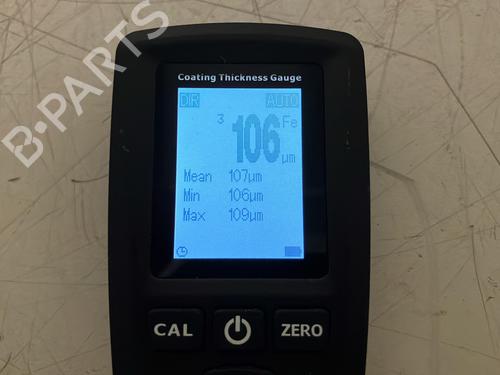 B-PARTS
Coating Thickness Gauge
DIR AUTO
3 106 Fe
µm
Mean 107µm
Min 106µm
Max 109µm
CAL ZERO